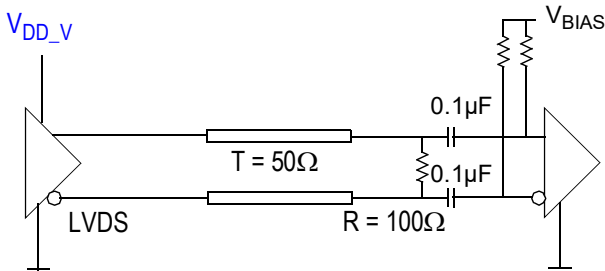 V_DD_V
V_BIAS
0.1µF
T = 50Ω
0.1µF
LVDS
R = 100Ω